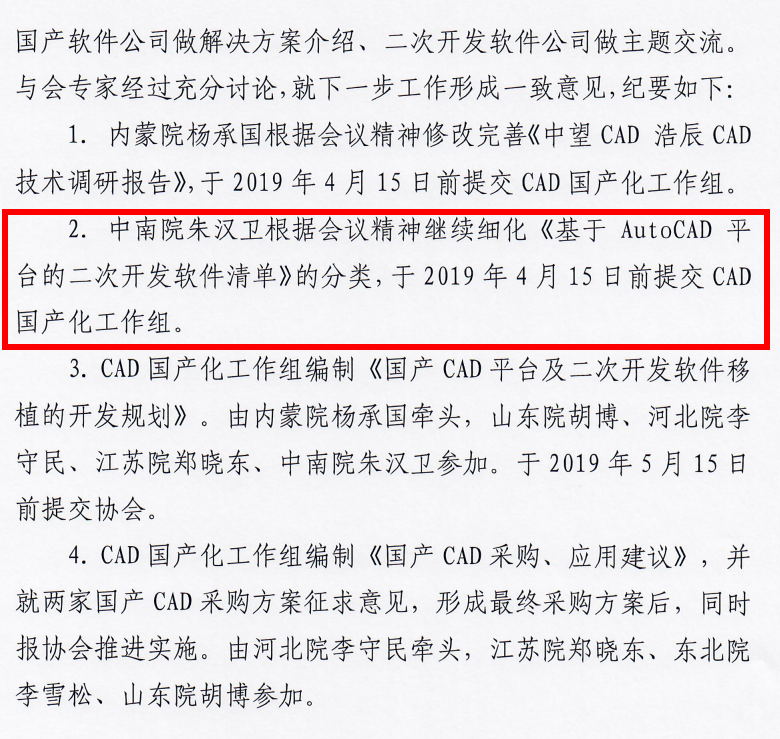 国产软件公司做解决方案介绍、二次开发软件公司做主题交流。
与会专家经过充分讨论,就下一步工作形成一致意见,纪要如下:
1. 内蒙院杨承国根据会议精神修改完善《中望 CAD 浩辰 CAD
技术调研报告》,于 2019 年 4 月 15 日前提交 CAD 国产化工作组。
2. 中南院朱汉卫根据会议精神继续细化《基于 AutoCAD 平
台的二次开发软件清单》的分类,于 2019 年 4 月 15 日前提交 CAD
国产化工作组。
3. CAD 国产化工作组编制《国产 CAD 平台及二次开发软件移
植的开发规划》。由内蒙院杨承国牵头，山东院胡博、河北院李
守民、江苏院郑晓东、中南院朱汉卫参加。于 2019 年 5 月 15 日
前提交协会。
4. CAD 国产化工作组编制《国产 CAD 采购、应用建议》，并
就两家国产 CAD 采购方案征求意见，形成最终采购方案后，同时
报协会推进实施。由河北院李守民牵头，江苏院郑晓东、东北院
李雪松、山东院胡博参加。